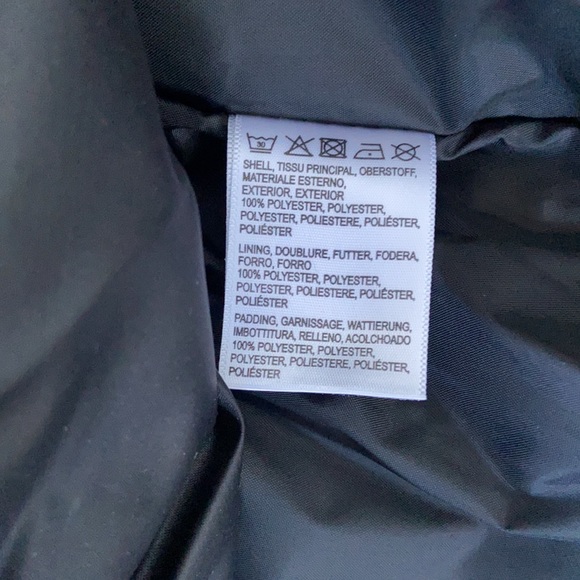 30
SHELL, TISSU PRINCIPAL, OBERSTOFF,
MATERIALE ESTERNO,
EXTERIOR, EXTERIOR
100% POLYESTER, POLYESTER,
POLYESTER, POLIESTERE, POLIÉSTER,
POLIÉSTER
LINING, DOUBLURE, FUTTER, FODERA,
FORRO, FORRO
100% POLYESTER, POLYESTER,
POLYESTER, POLIESTERE, POLIÉSTER,
POLIÉSTER
PADDING, GARNISSAGE, WATTIERUNG,
IMBOTTITURA, RELLENO, ACOLCHOADO
100% POLYESTER, POLYESTER,
POLYESTER, POLIESTERE, POLIÉSTER,
POLIÉSTER